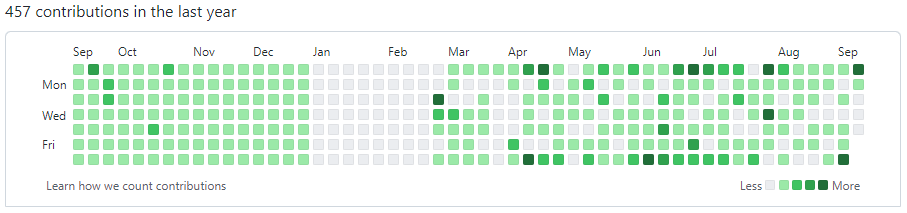 457 contributions in the last year
Sep Oct Nov Dec Jan Feb Mar Apr May Jun Jul Aug Sep
Mon
Wed
Fri
Learn how we count contributions Less More